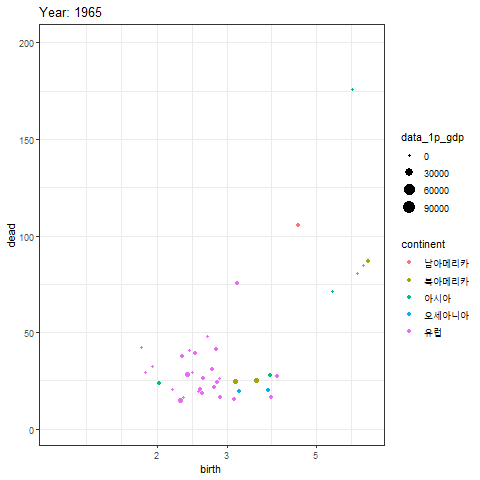 Year: 1965
200
150
100
50
0
dead
2
3
5
birth
data_1p_gdp
0
30000
60000
90000
continent
남아메리카
북아메리카
아시아
오세아니아
유럽